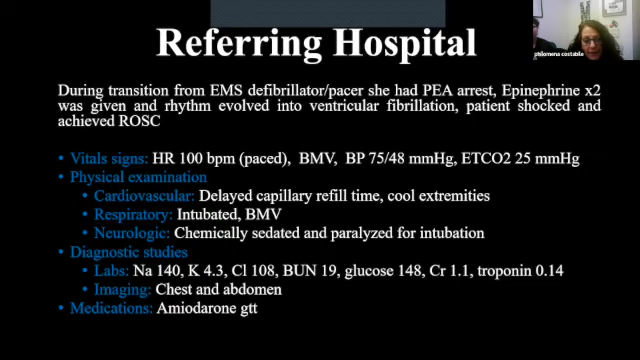 Referring Hospital
philomena costabile
During transition from EMS defibrillator/pacer she had PEA arrest, Epinephrine x2
was given and rhythm evolved into ventricular fibrillation, patient shocked and
achieved ROSC
• Vitals signs: HR 100 bpm (paced), BMV, BP 75/48 mmHg, ETCO2 25 mmHg
• Physical examination
• Cardiovascular: Delayed capillary refill time, cool extremities
• Respiratory: Intubated, BMV
• Neurologic: Chemically sedated and paralyzed for intubation
• Diagnostic studies
• Labs: Na 140, K 4.3, Cl 108, BUN 19, glucose 148, Cr 1.1, troponin 0.14
• Imaging: Chest and abdomen
• Medications: Amiodarone gtt